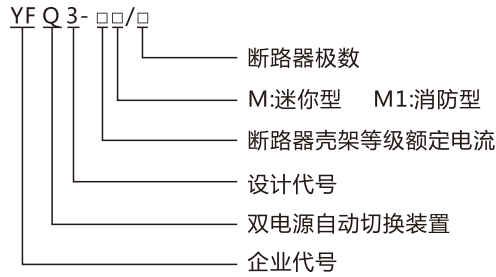 YF Q 3-□□/□
断路器极数
M:迷你型 M1:消防型
断路器壳架等级额定电流
设计代号
双电源自动切换装置
企业代号